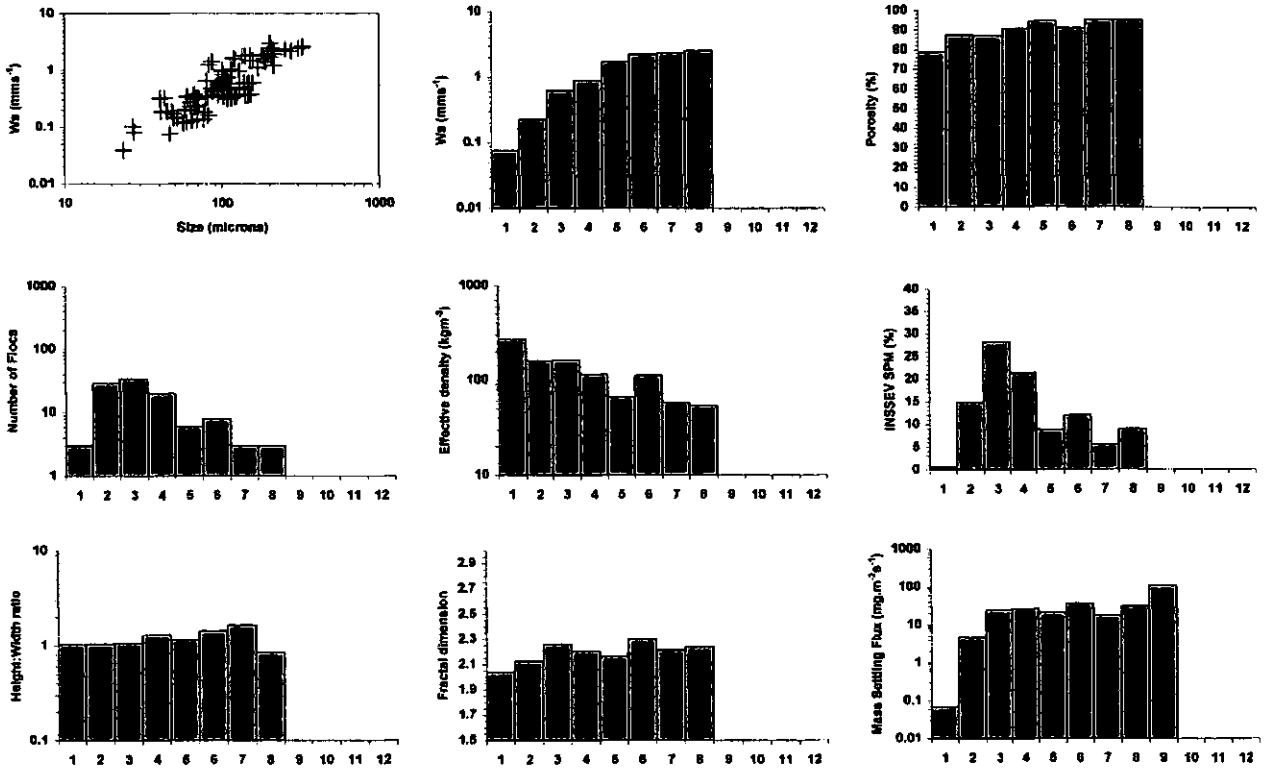 Ws (mms⁻¹)
10
1
0.1
0.01
10 100 1000
Size (microns)
Ws (mms⁻¹)
10
1
0.1
0.01
1 2 3 4 5 6 7 8 9 10 11 12
Porosity (%)
100
90
80
70
60
50
40
30
20
10
0
1 2 3 4 5 6 7 8 9 10 11 12
Number of Flocs
1000
100
10
1
1 2 3 4 5 6 7 8 9 10 11 12
Effective density (kgm⁻³)
1000
100
10
1 2 3 4 5 6 7 8 9 10 11 12
INSSEV SPM (%)
40
35
30
25
20
15
10
5
0
1 2 3 4 5 6 7 8 9 10 11 12
Height:Width ratio
10
1
0.1
1 2 3 4 5 6 7 8 9 10 11 12
Fractal dimension
2.9
2.7
2.5
2.3
2.1
1.9
1.7
1.5
1 2 3 4 5 6 7 8 9 10 11 12
Mass Settling Flux (mg.m⁻²s⁻¹)
1000
100
10
1
0.1
0.01
1 2 3 4 5 6 7 8 9 10 11 12